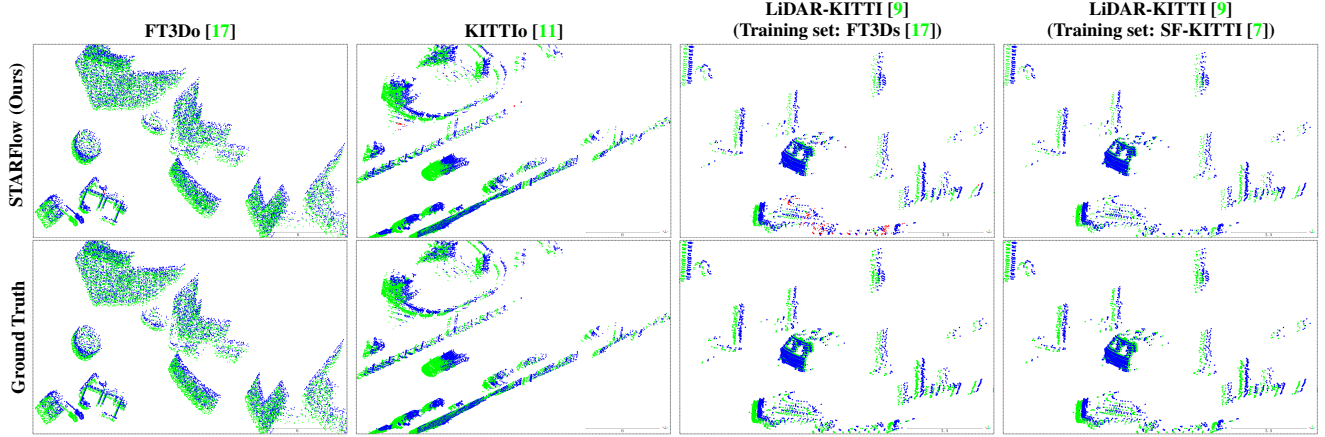 FT3Do [17]
KITTIo [11]
LiDAR-KITTI [9]
(Training set: FT3Ds [17])
LiDAR-KITTI [9]
(Training set: SF-KITTI [7])
STARFlow (Ours)
Ground Truth